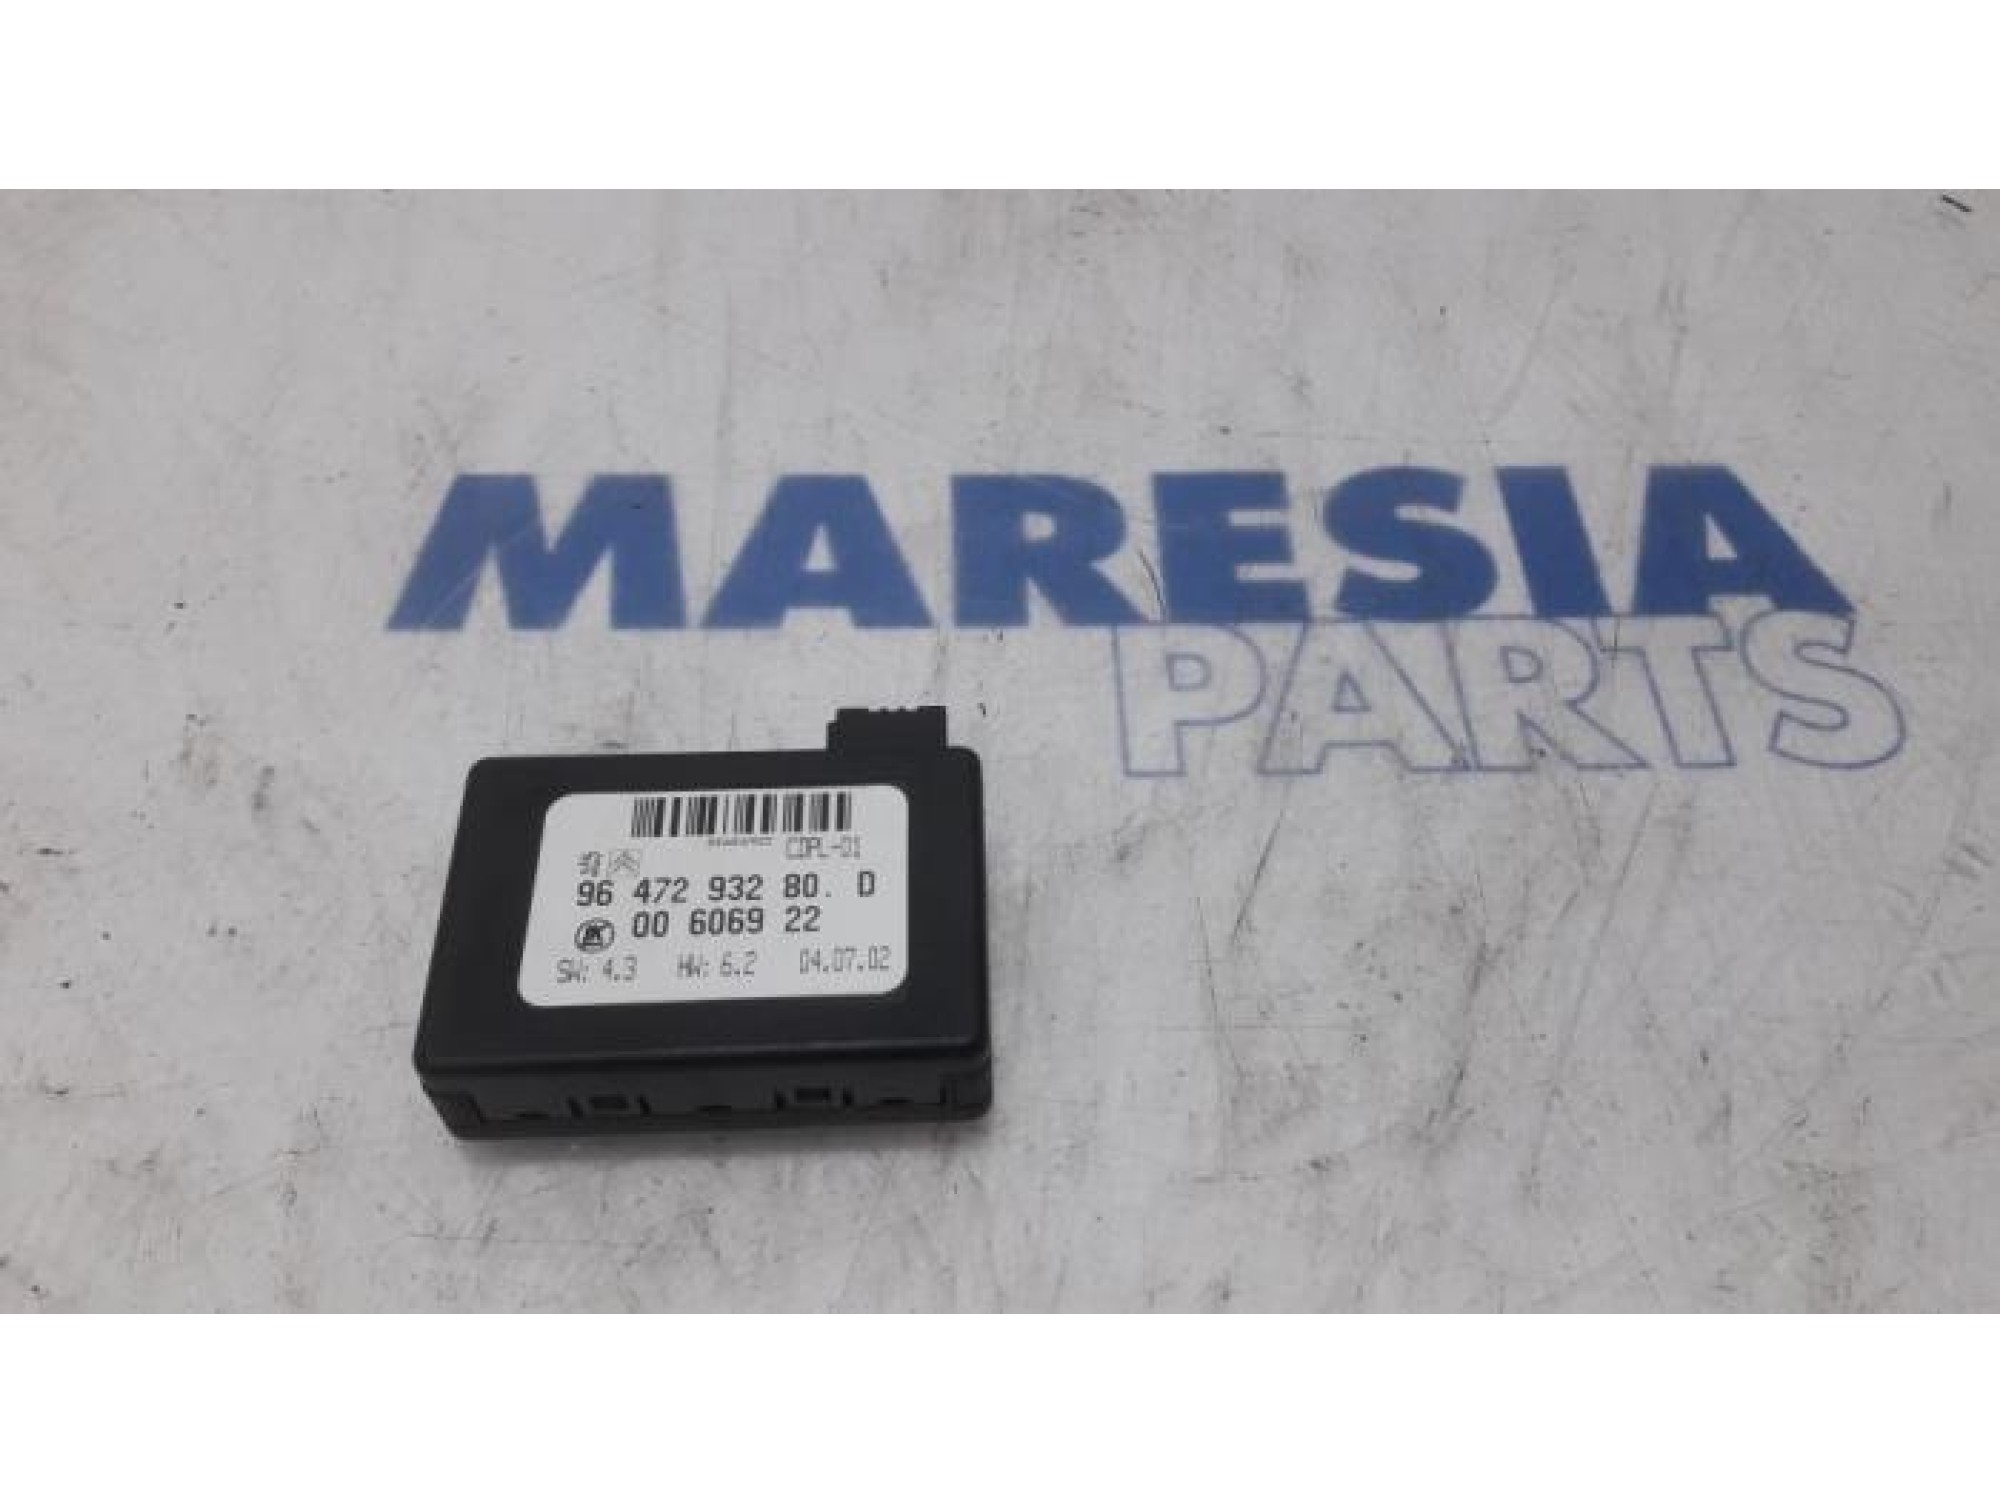 MARESIA
PARTS
CDPL-01
96 472 932 80. D
00 6069 22
SW: 4.3 HW: 6.2 04.07.02